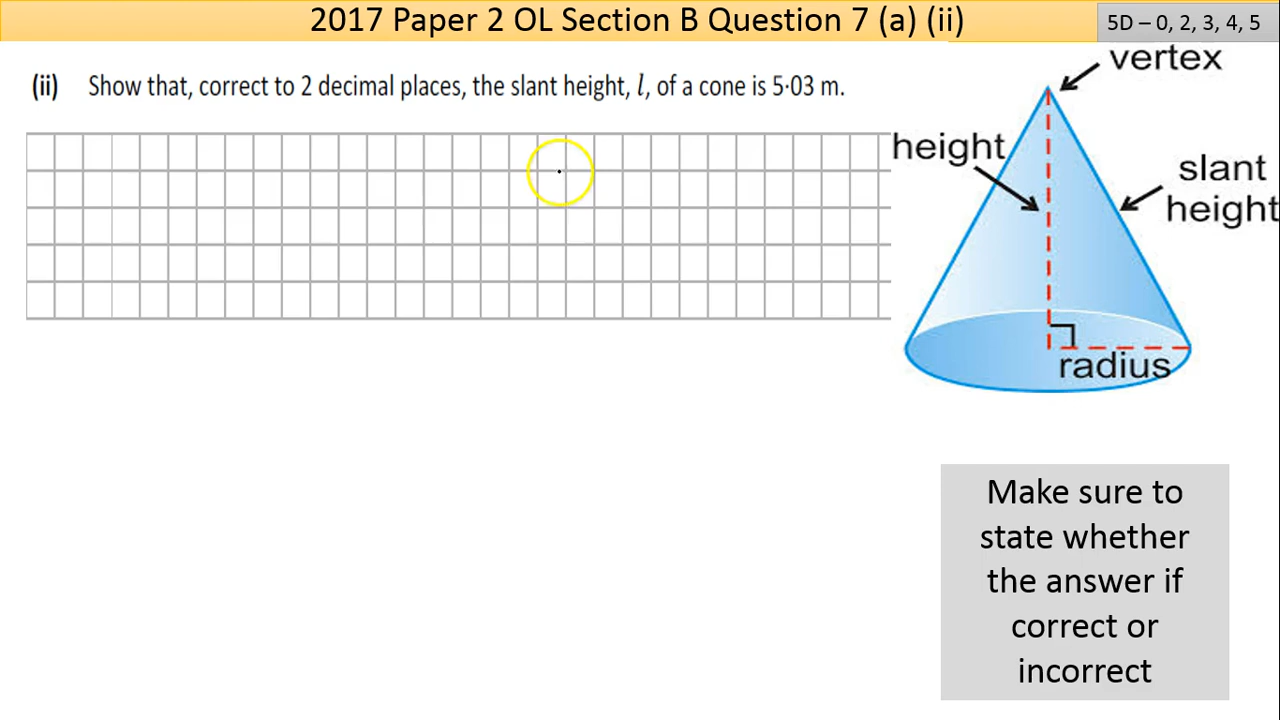 2017 Paper 2 OL Section B Question 7 (a) (ii)
5D – 0, 2, 3, 4, 5
(ii) Show that, correct to 2 decimal places, the slant height, l, of a cone is 5·03 m.
vertex
height
slant
height
radius
Make sure to
state whether
the answer if
correct or
incorrect